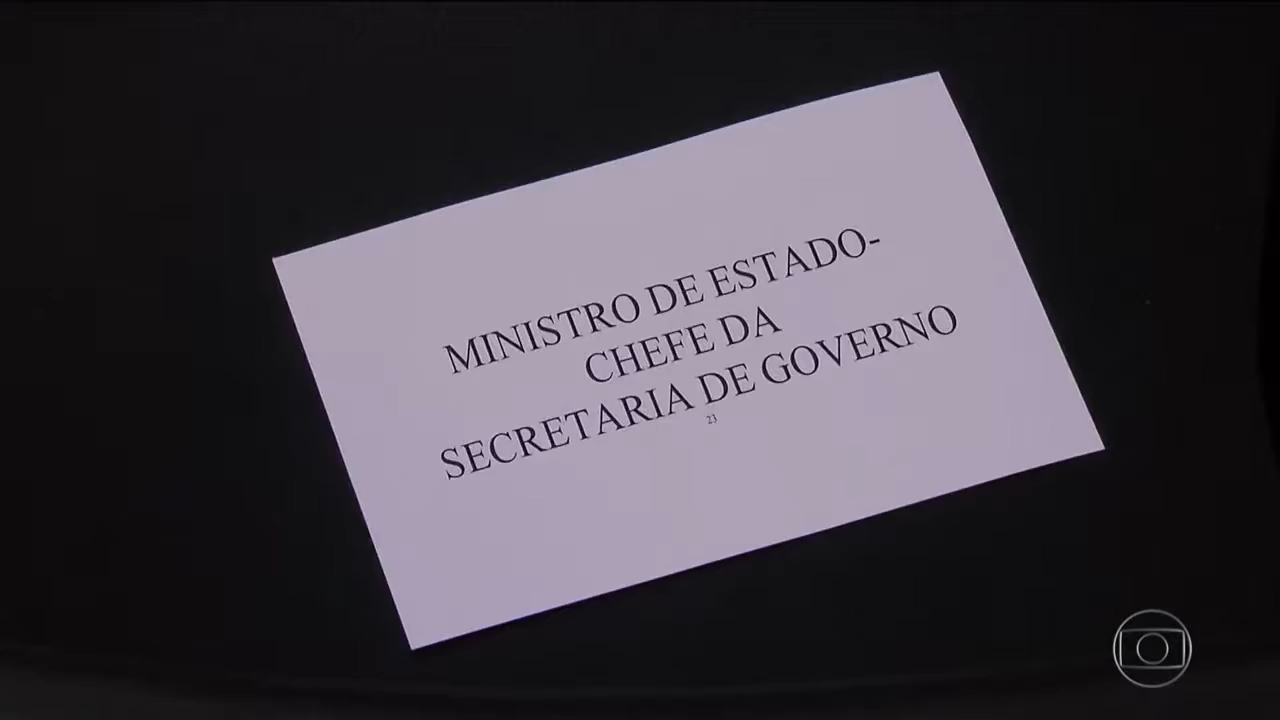 MINISTRO DE ESTADO-
CHEFE DA
SECRETARIA DE GOVERNO
23